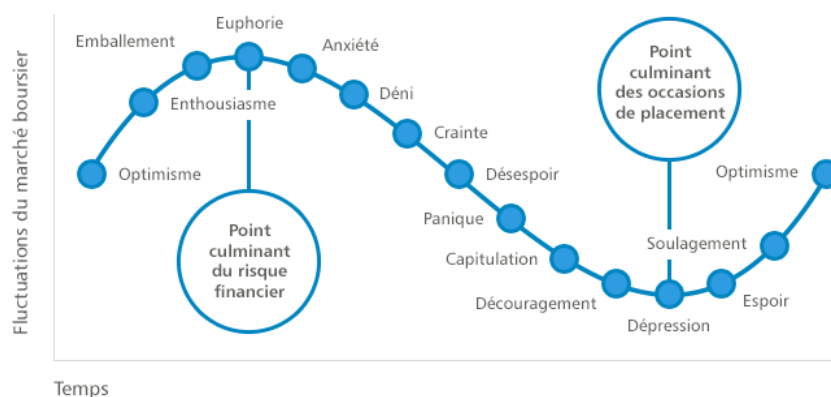 Fluctuations du marché boursier
Euphorie
Emballement
Anxiété
Enthousiasme
Déni
Optimisme
Crainte
Désespoir
Panique
Capitulation
Découragement
Dépression
Espoir
Soulagement
Optimisme
Point
culminant
du risque
financier
Point
culminant
des occasions
de placement
Temps